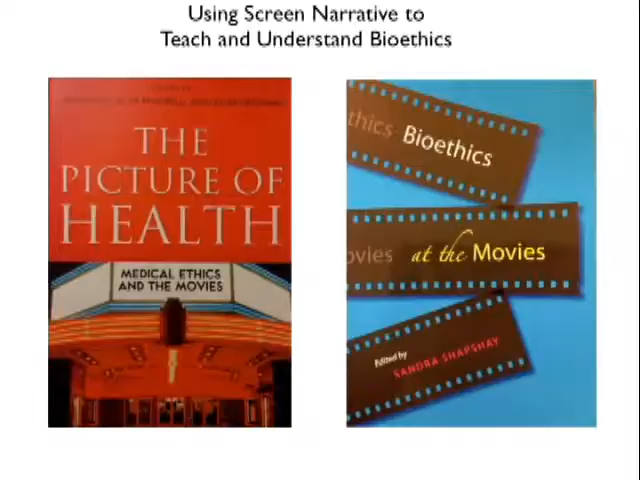 Using Screen Narrative to
Teach and Understand Bioethics
THE
PICTURE OF
HEALTH
MEDICAL ETHICS
AND THE MOVIES
thics Bioethics
ovies at the Movies
Edited by
SANDRA SHAPSHAY